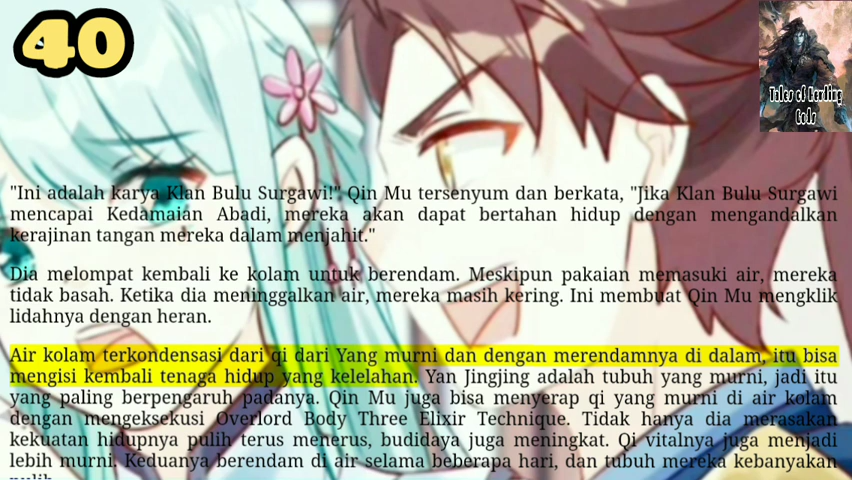 40
Tales of Herding
Gods
"Ini adalah karya Klan Bulu Surgawi!" Qin Mu tersenyum dan berkata, "Jika Klan Bulu Surgawi
mencapai Kedamaian Abadi, mereka akan dapat bertahan hidup dengan mengandalkan
kerajinan tangan mereka dalam menjahit."
Dia melompat kembali ke kolam untuk berendam. Meskipun pakaian memasuki air, mereka
tidak basah. Ketika dia meninggalkan air, mereka masih kering. Ini membuat Qin Mu mengklik
lidahnya dengan heran.
Air kolam terkondensasi dari qi dari Yang murni dan dengan merendamnya di dalam, itu bisa
mengisi kembali tenaga hidup yang kelelahan. Yan Jingjing adalah tubuh yang murni, jadi itu
yang paling berpengaruh padanya. Qin Mu juga bisa menyerap qi yang murni di air kolam
dengan mengeksekusi Overlord Body Three Elixir Technique. Tidak hanya dia merasakan
kekuatan hidupnya pulih terus menerus, budidaya juga meningkat. Qi vitalnya juga menjadi
lebih murni. Keduanya berendam di air selama beberapa hari, dan tubuh mereka kebanyakan